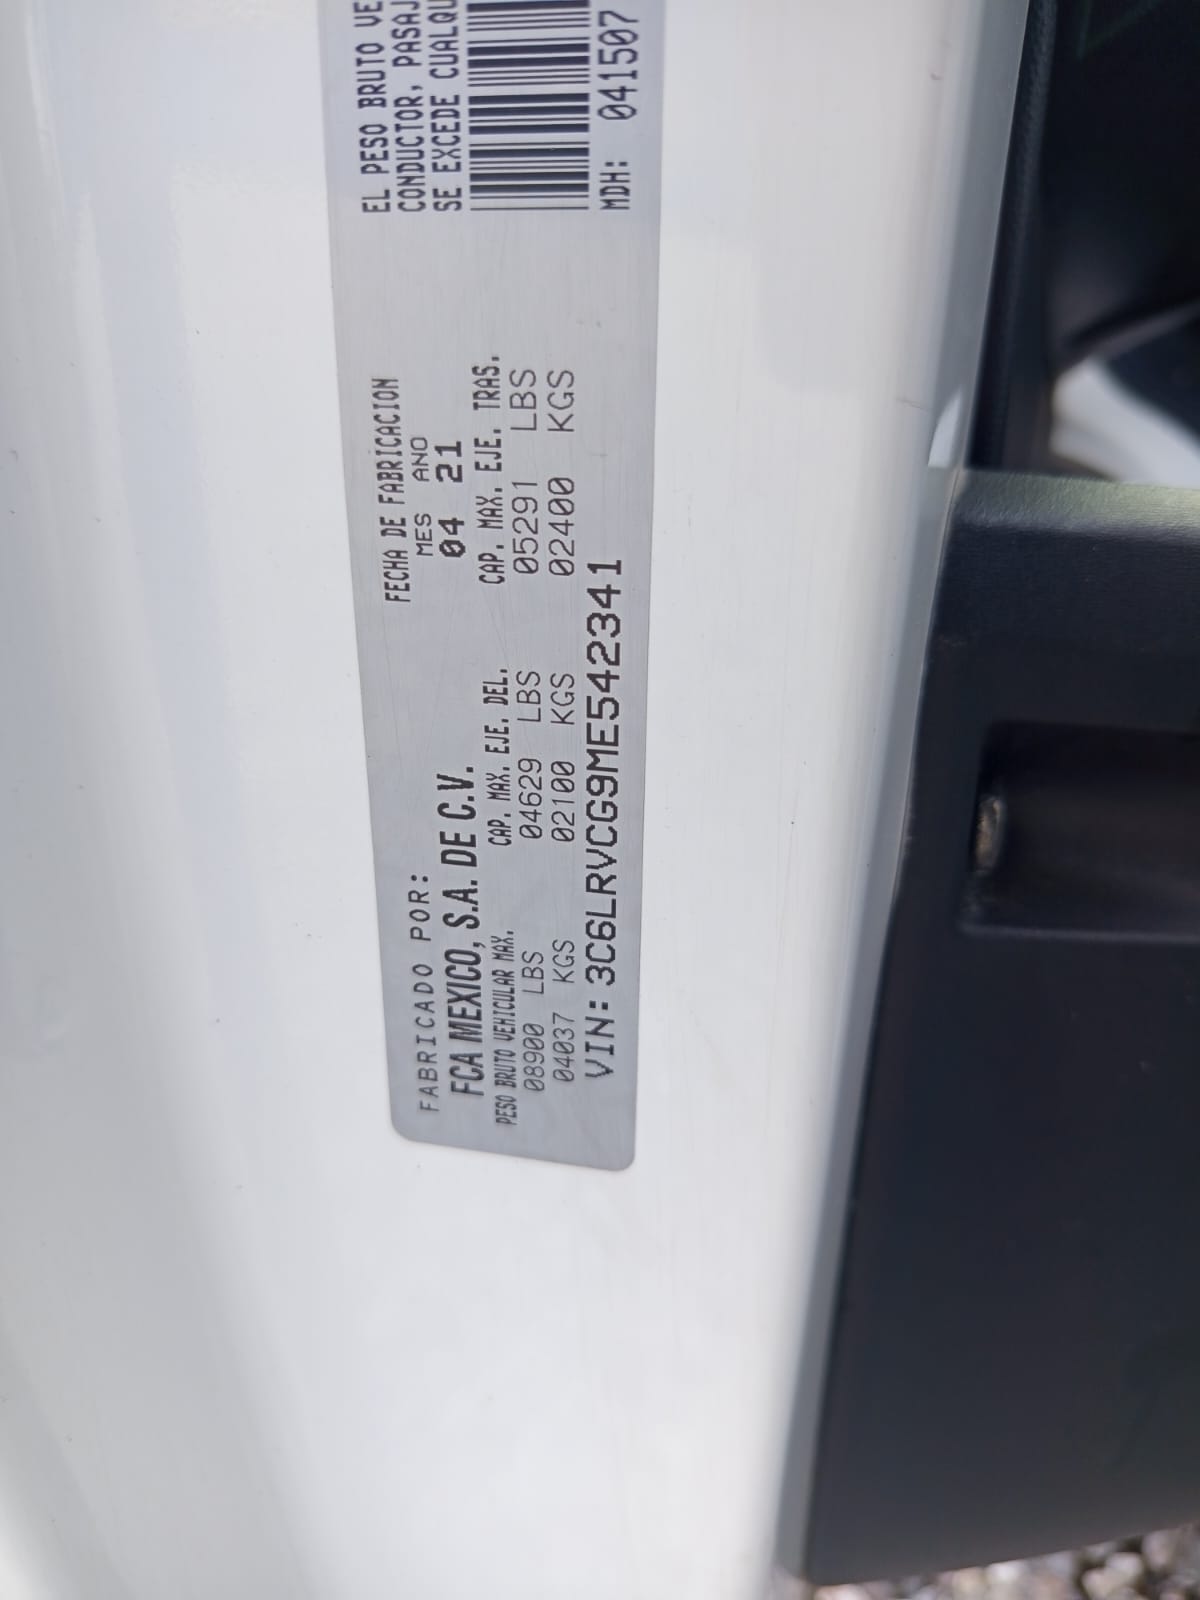 FABRICADO POR:
FCA MEXICO, S.A. DE C.V.
FECHA DE FABRICACION
MES ANO
04 21
PESO BRUTO VEHICULAR MAX.
08900 LBS
04037 KGS
CAP. MAX. EJE. DEL.
04629 LBS
02100 KGS
CAP. MAX. EJE. TRAS.
05291 LBS
02400 KGS
VIN: 3C6LRVCG9ME542341
EL PESO BRUTO VE
CONDUCTOR, PASAJ
SE EXCEDE CUALQU
MDH: 041507